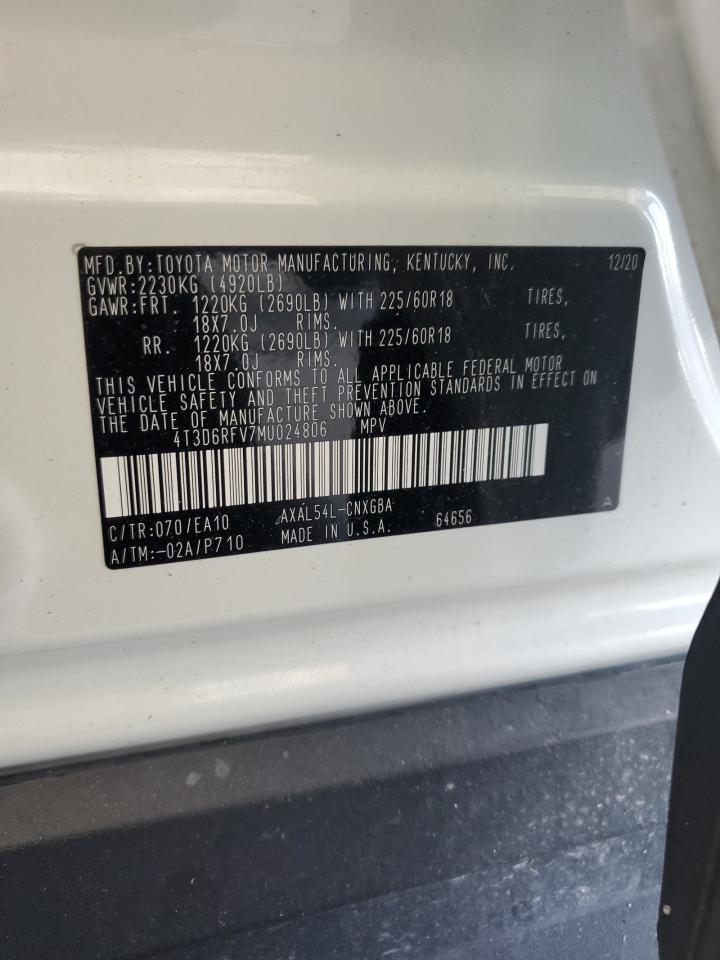 MFD.BY:TOYOTA MOTOR MANUFACTURING, KENTUCKY, INC. 12/20
GVWR:2230KG (4920LB)
GAWR:FRT. 1220KG (2690LB) WITH 225/60R18 TIRES,
18X7.0J RIMS.
RR. 1220KG (2690LB) WITH 225/60R18 TIRES,
18X7.0J RIMS.
THIS VEHICLE CONFORMS TO ALL APPLICABLE FEDERAL MOTOR
VEHICLE SAFETY AND THEFT PREVENTION STANDARDS IN EFFECT ON
THE DATE OF MANUFACTURE SHOWN ABOVE.
4T3D6RFV7MU024806 MPV
C/TR:070/EA10 AXAL54L-CNXGBA A
A/TM:-02A/P710 MADE IN U.S.A. 64656